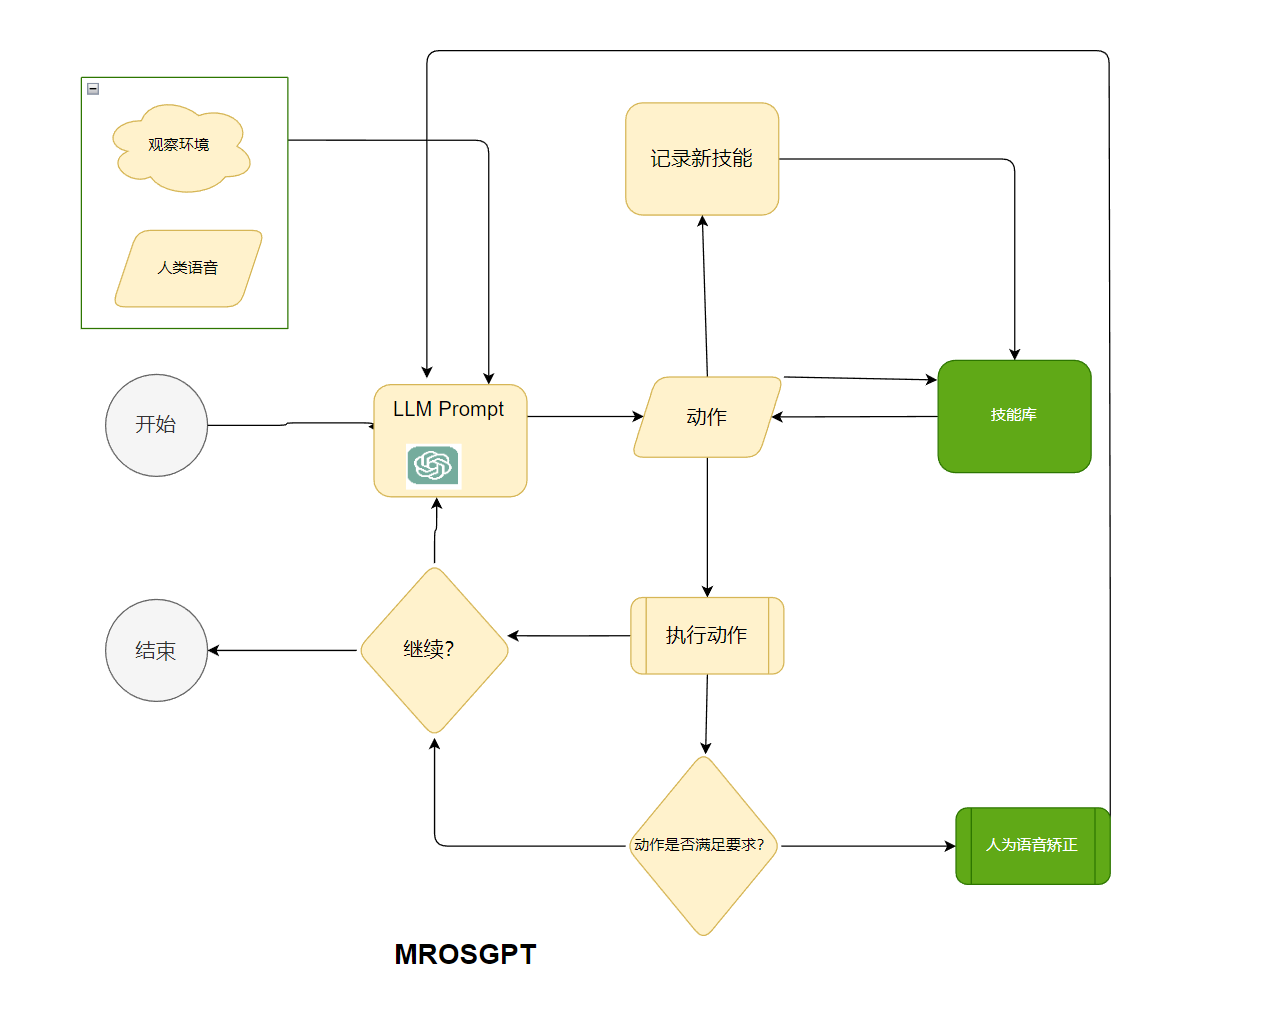 观察环境
人类语音
记录新技能
开始
LLM Prompt
动作
技能库
结束
继续?
执行动作
动作是否满足要求?
人为语音矫正
MROSGPT